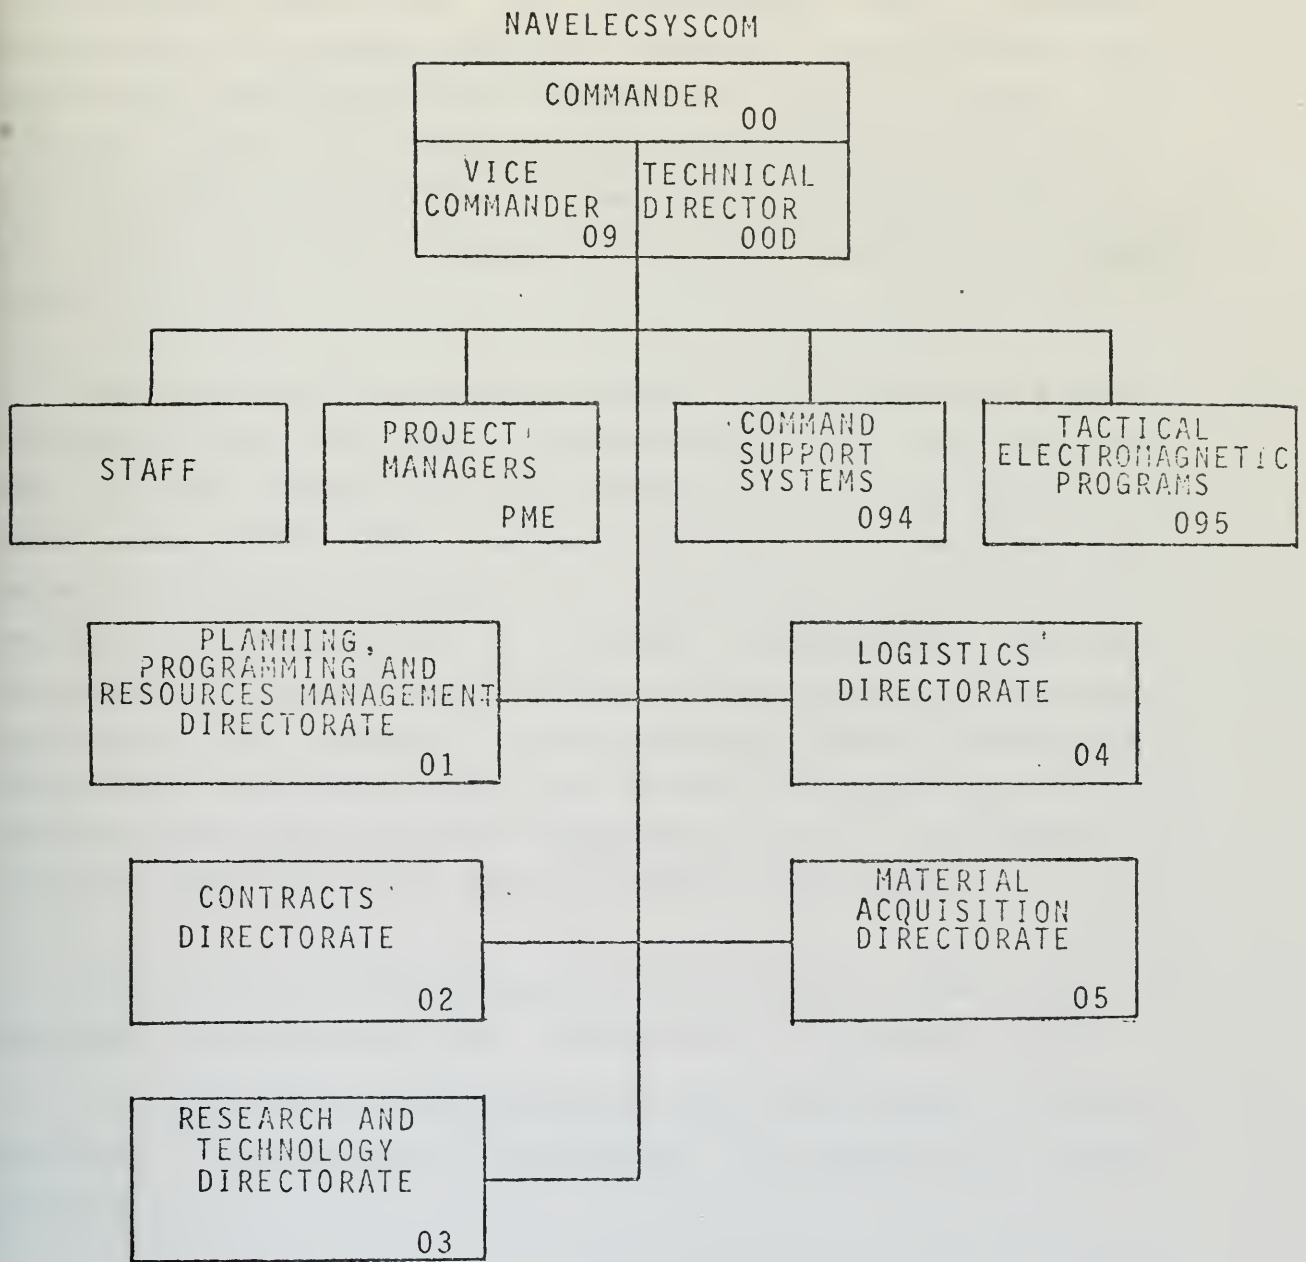 NAVELECSYSCOM
COMMANDER
00
VICE
COMMANDER
09
TECHNICAL
DIRECTOR
00D
STAFF
PROJECT
MANAGERS
PME
COMMAND
SUPPORT
SYSTEMS
094
TACTICAL
ELECTROMAGNETIC
PROGRAMS
095
PLANNING,
PROGRAMMING AND
RESOURCES MANAGEMENT
DIRECTORATE
01
LOGISTICS
DIRECTORATE
04
CONTRACTS
DIRECTORATE
02
MATERIAL
ACQUISITION
DIRECTORATE
05
RESEARCH AND
TECHNOLOGY
DIRECTORATE
03